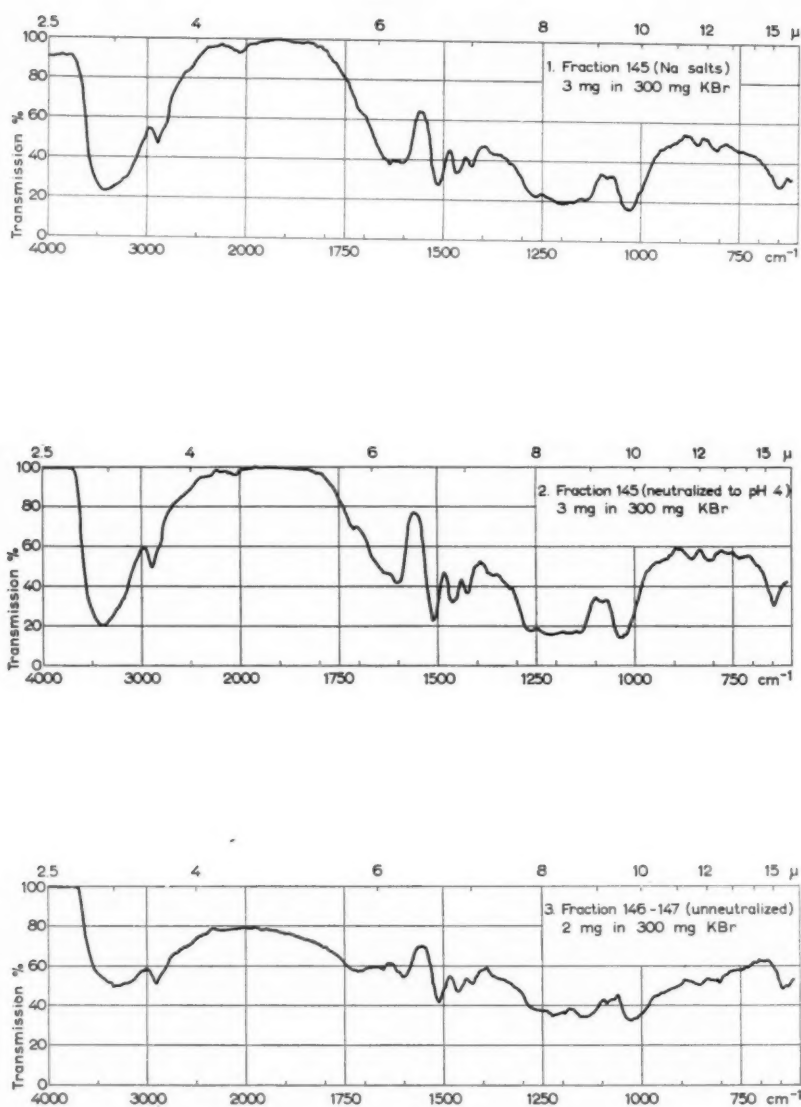 2.5 4 6 8 10 12 15 μ
100
80
60
40
20
0
Transmission %
1. Fraction 145 (Na salts)
3 mg in 300 mg KBr
4000 3000 2000 1750 1500 1250 1000 750 cm⁻¹
2.5 4 6 8 10 12 15 μ
100
80
60
40
20
0
Transmission %
2. Fraction 145 (neutralized to pH 4)
3 mg in 300 mg KBr
4000 3000 2000 1750 1500 1250 1000 750 cm⁻¹
2.5 4 6 8 10 12 15 μ
100
80
60
40
20
0
Transmission %
3. Fraction 146-147 (unneutralized)
2 mg in 300 mg KBr
4000 3000 2000 1750 1500 1250 1000 750 cm⁻¹